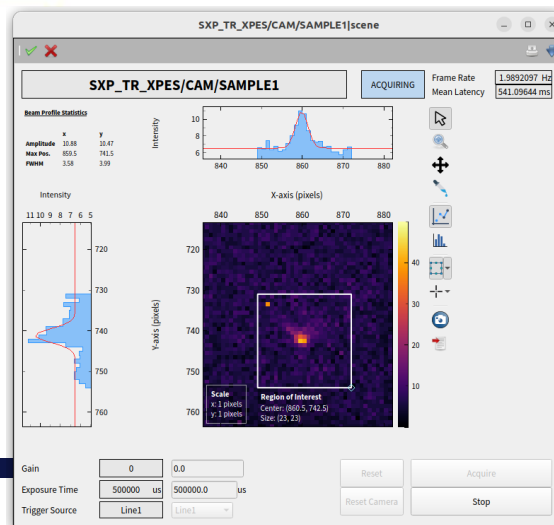 SXP_TR_XPES/CAM/SAMPLE1|scene
SXP_TR_XPES/CAM/SAMPLE1
ACQUIRING
Frame Rate 1.9892097 Hz
Mean Latency 541.09644 ms
Beam Profile Statistics
x y
Amplitude 10.88 10.47
Max Pos. 859.5 741.5
FWHM 3.58 3.99
Intensity
10
8
6
840 850 860 870 880
X-axis (pixels)
Intensity
11 10 9 8 7 6 5
720
730
740
750
760
840 850 860 870 880
Y-axis (pixels)
720
730
740
750
760
Scale
x: 1 pixels
y: 1 pixels
Region of Interest
Center: (860.5, 742.5)
Size: (23, 23)
40
30
20
10
Gain 0 0.0
Exposure Time 500000 us 500000.0 us
Trigger Source Line1 Line1
Reset Acquire
Reset Camera Stop